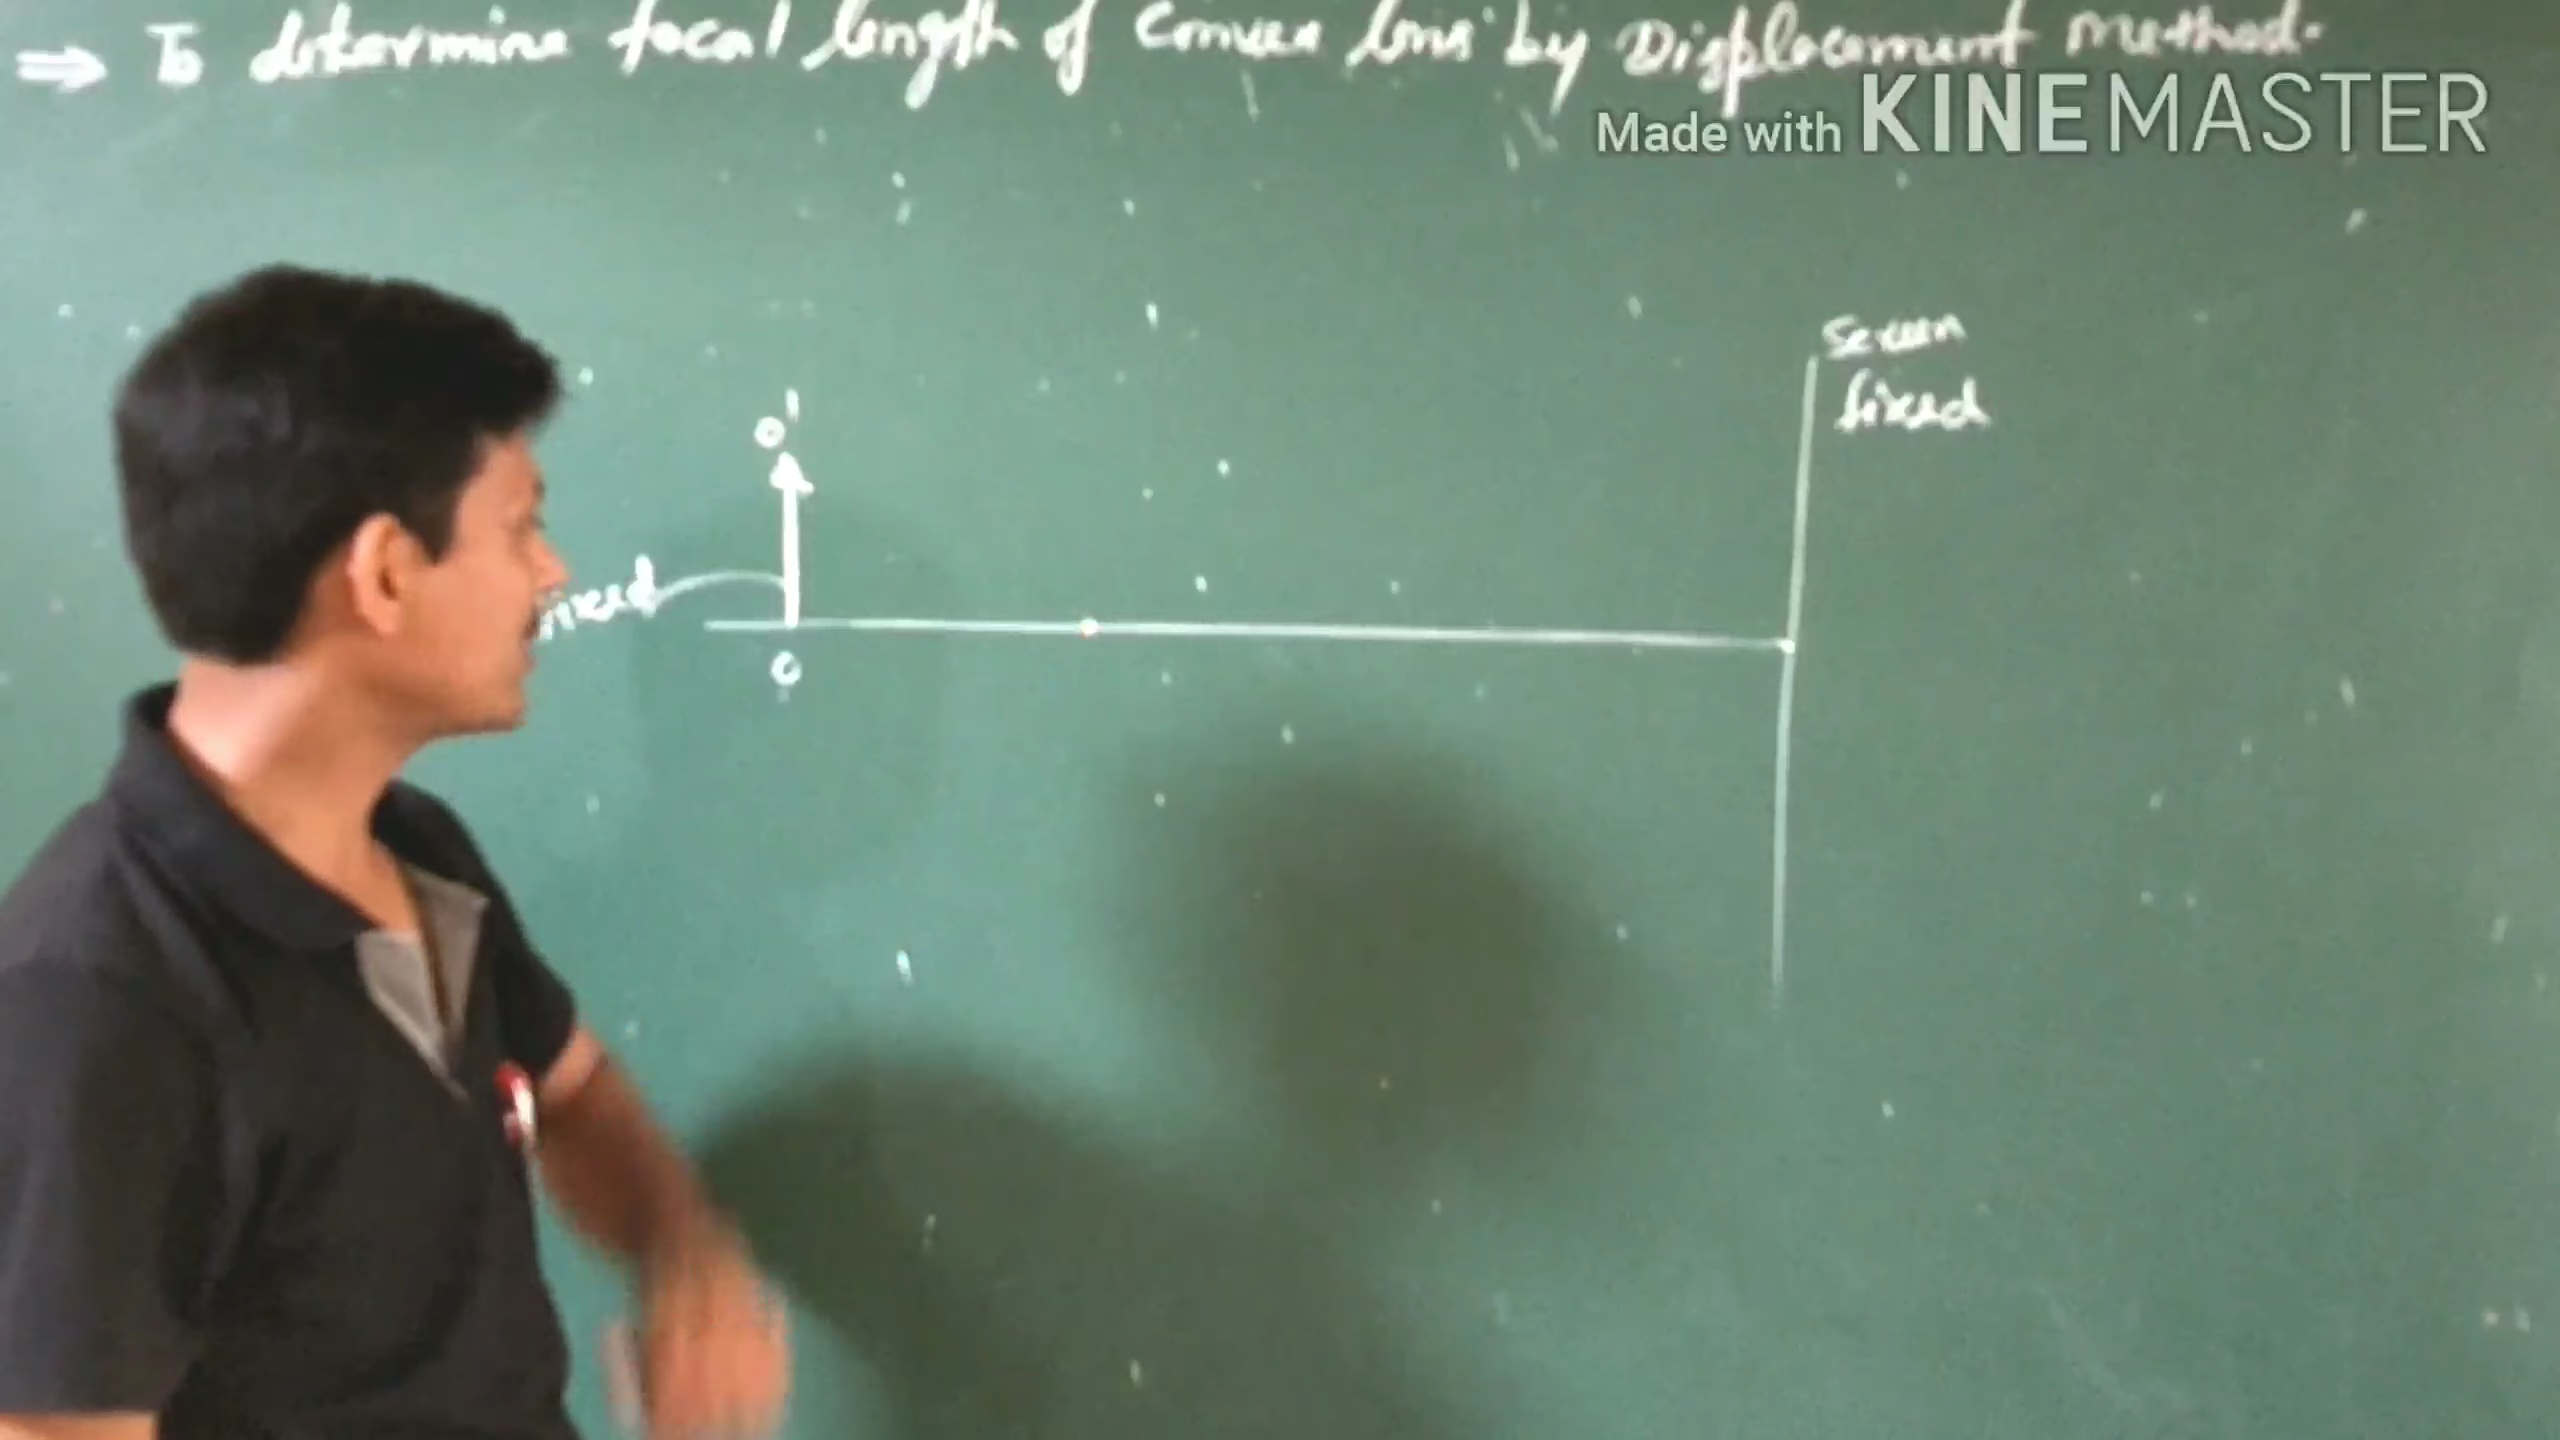 ⇒ To determine focal length of Convex lens by Displacement Method.
Made with KINEMASTER
Screen
fixed
O'
fixed
O